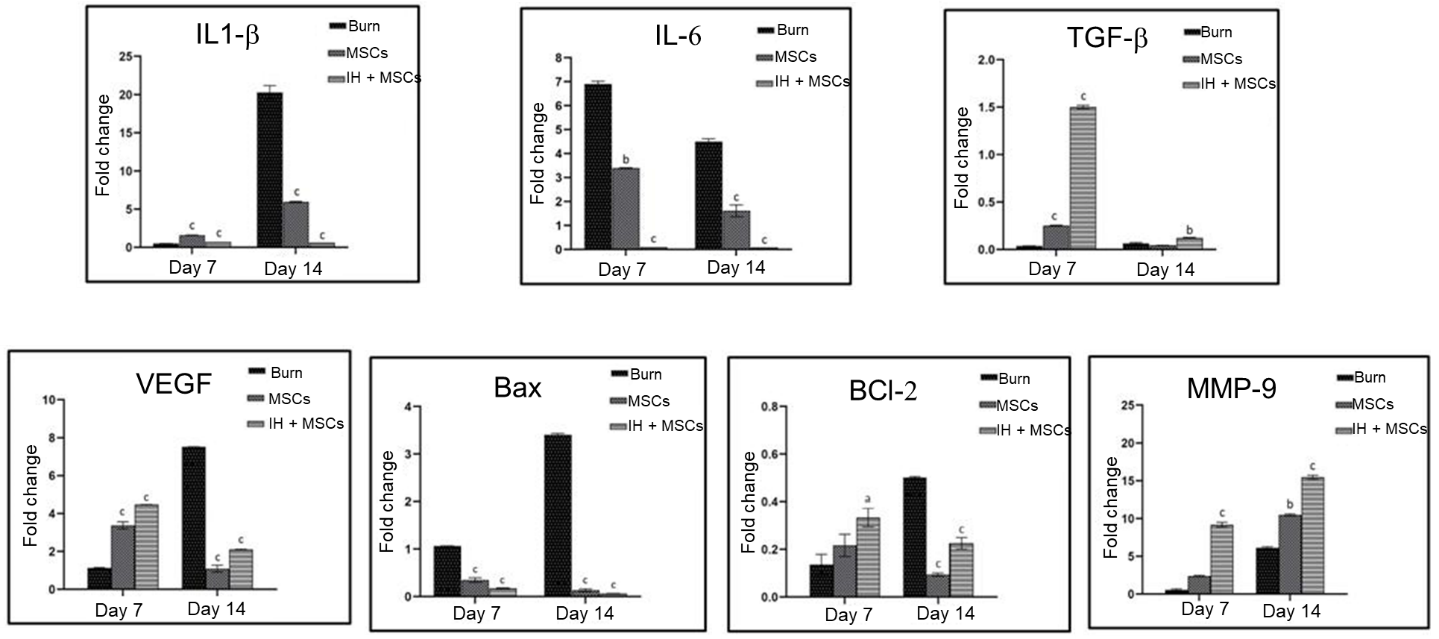 IL1-β
Burn
MSCs
IH + MSCs
Fold change
25
20
15
10
5
0
c
c
c
c
Day 7
Day 14
IL-6
Burn
MSCs
IH + MSCs
Fold change
8
7
6
5
4
3
2
1
0
b
c
c
c
Day 7
Day 14
TGF-β
Burn
MSCs
IH + MSCs
Fold change
2.0
1.5
1.0
0.5
0.0
c
c
b
Day 7
Day 14
VEGF
Burn
MSCs
IH + MSCs
Fold change
10
8
6
4
2
0
c
c
c
c
Day 7
Day 14
Bax
Burn
MSCs
IH + MSCs
Fold change
4
3
2
1
0
c
c
c
c
Day 7
Day 14
BCl-2
Burn
MSCs
IH + MSCs
Fold change
0.8
0.6
0.4
0.2
0.0
a
c
c
Day 7
Day 14
MMP-9
Burn
MSCs
IH + MSCs
Fold change
25
20
15
10
5
0
c
b
c
Day 7
Day 14